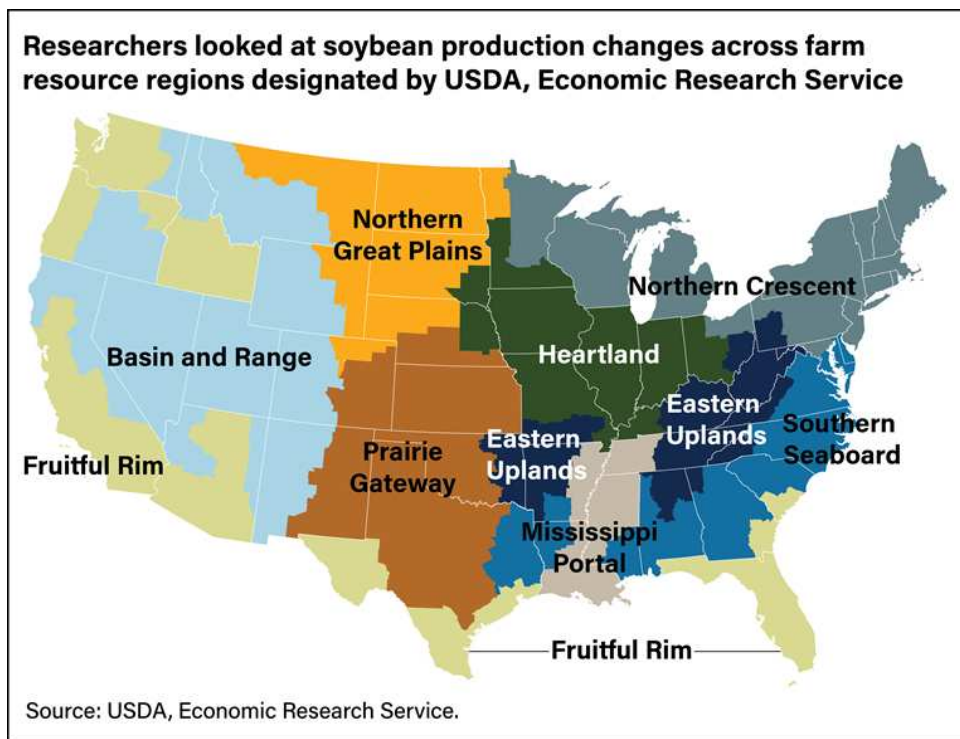 Researchers looked at soybean production changes across farm
resource regions designated by USDA, Economic Research Service
Northern
Great Plains
Northern Crescent
Basin and Range
Heartland
Eastern
Uplands
Southern
Seaboard
Fruitful Rim
Prairie
Gateway
Eastern
Uplands
Mississippi
Portal
Fruitful Rim
Source: USDA, Economic Research Service.